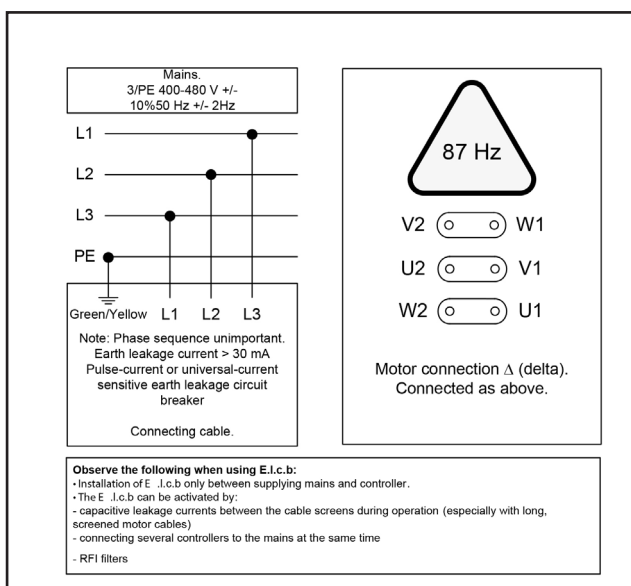 Mains.
3/PE 400-480 V +/-
10%50 Hz +/- 2Hz
L1
L2
L3
PE
Green/Yellow L1 L2 L3
Note: Phase sequence unimportant.
Earth leakage current > 30 mA
Pulse-current or universal-current
sensitive earth leakage circuit
breaker
Connecting cable.
87 Hz
V2 W1
U2 V1
W2 U1
Motor connection Δ (delta).
Connected as above.
Observe the following when using E.l.c.b:
• Installation of E .l.c.b only between supplying mains and controller.
• The E .l.c.b can be activated by:
- capacitive leakage currents between the cable screens during operation (especially with long,
screened motor cables)
- connecting several controllers to the mains at the same time
- RFI filters